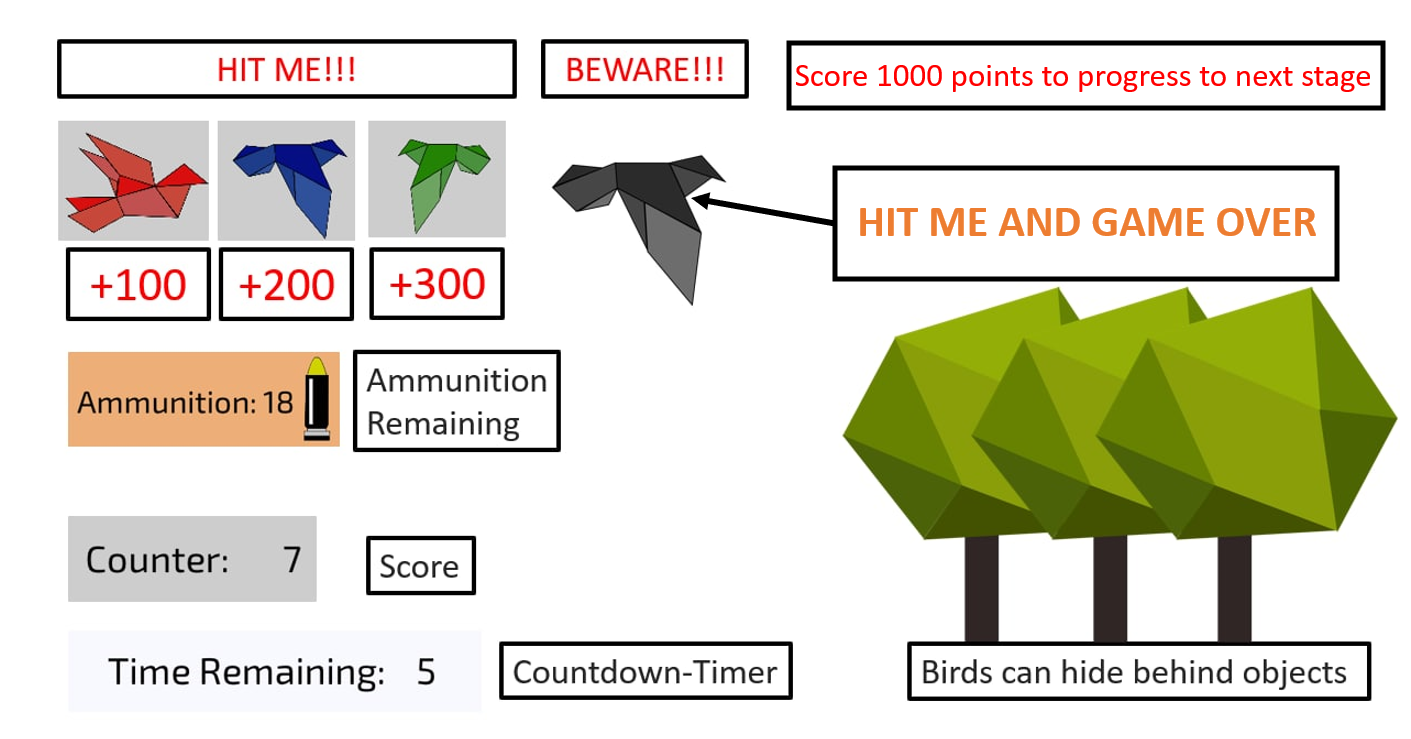 HIT ME!!!
BEWARE!!!
Score 1000 points to progress to next stage
HIT ME AND GAME OVER
+100
+200
+300
Ammunition: 18
Ammunition
Remaining
Counter: 7
Score
Time Remaining: 5
Countdown-Timer
Birds can hide behind objects